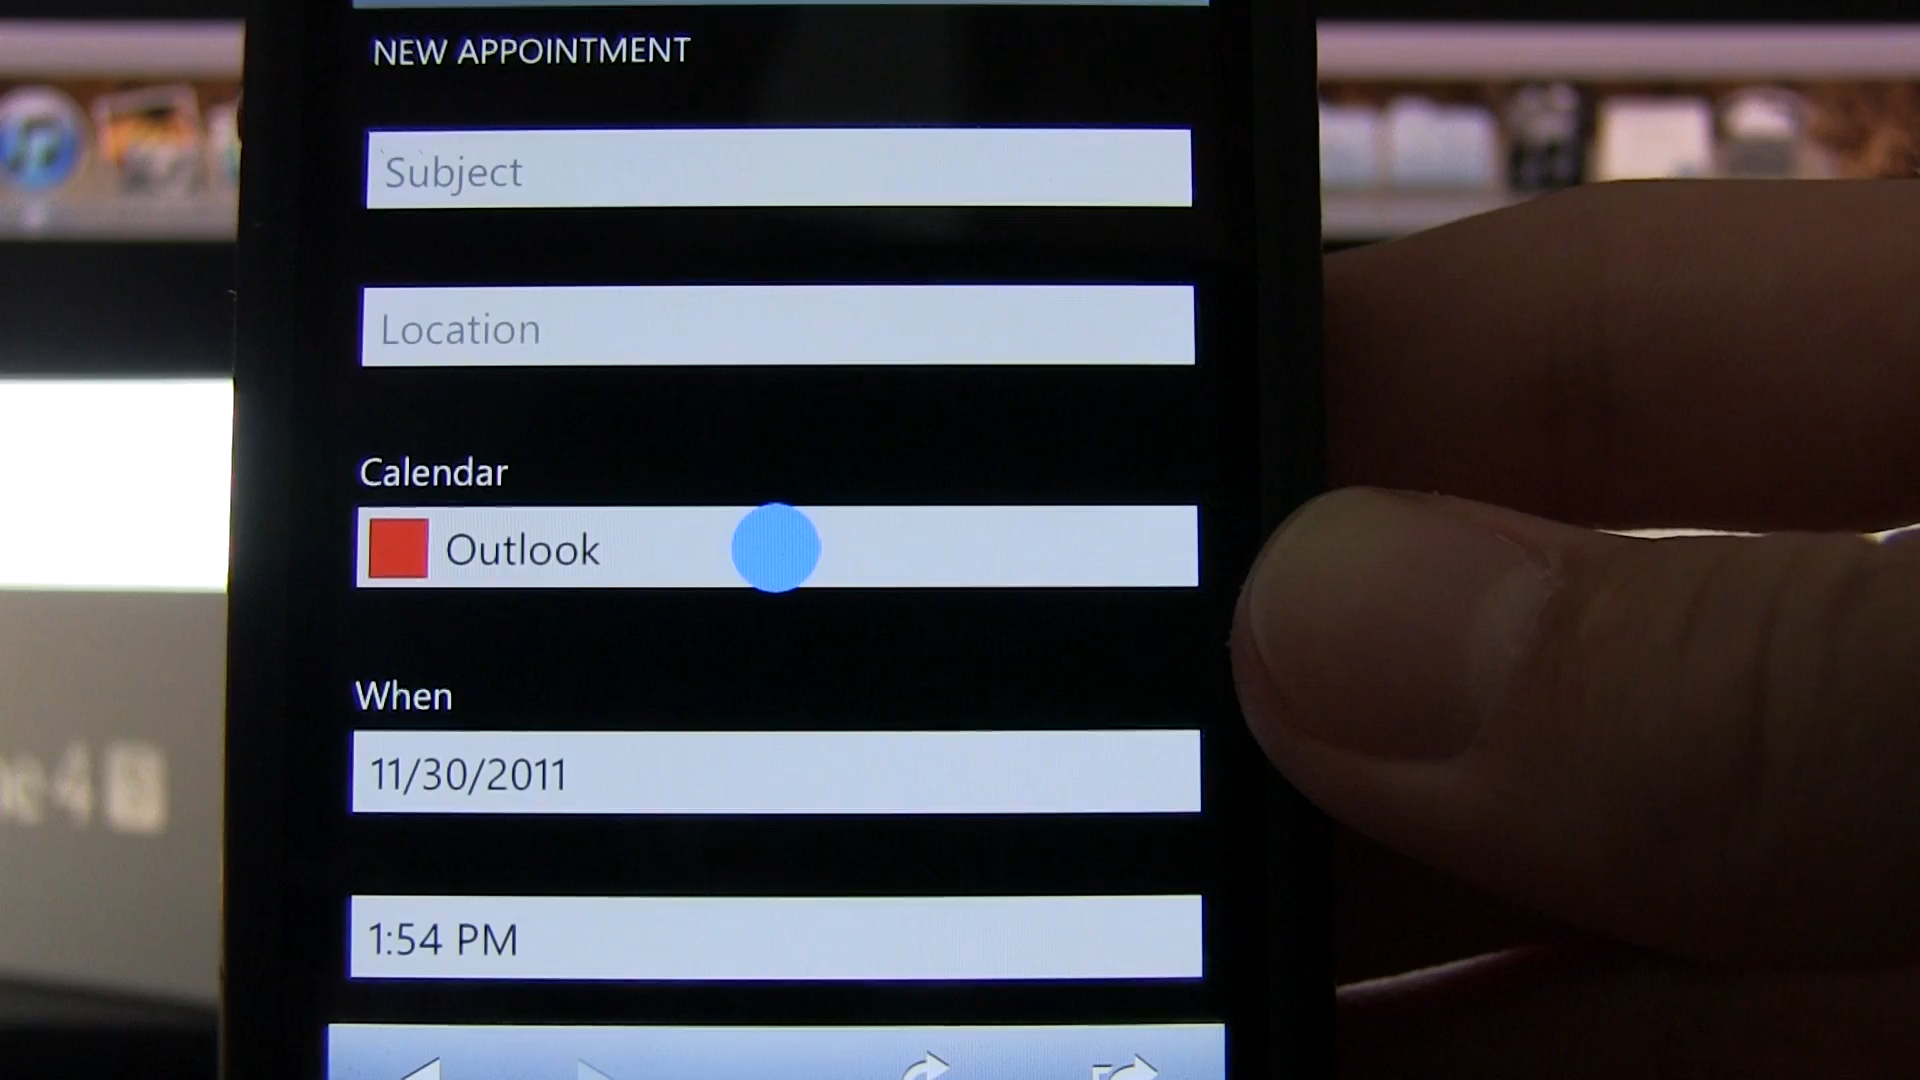 NEW APPOINTMENT
Subject
Location
Calendar
Outlook
When
11/30/2011
1:54 PM